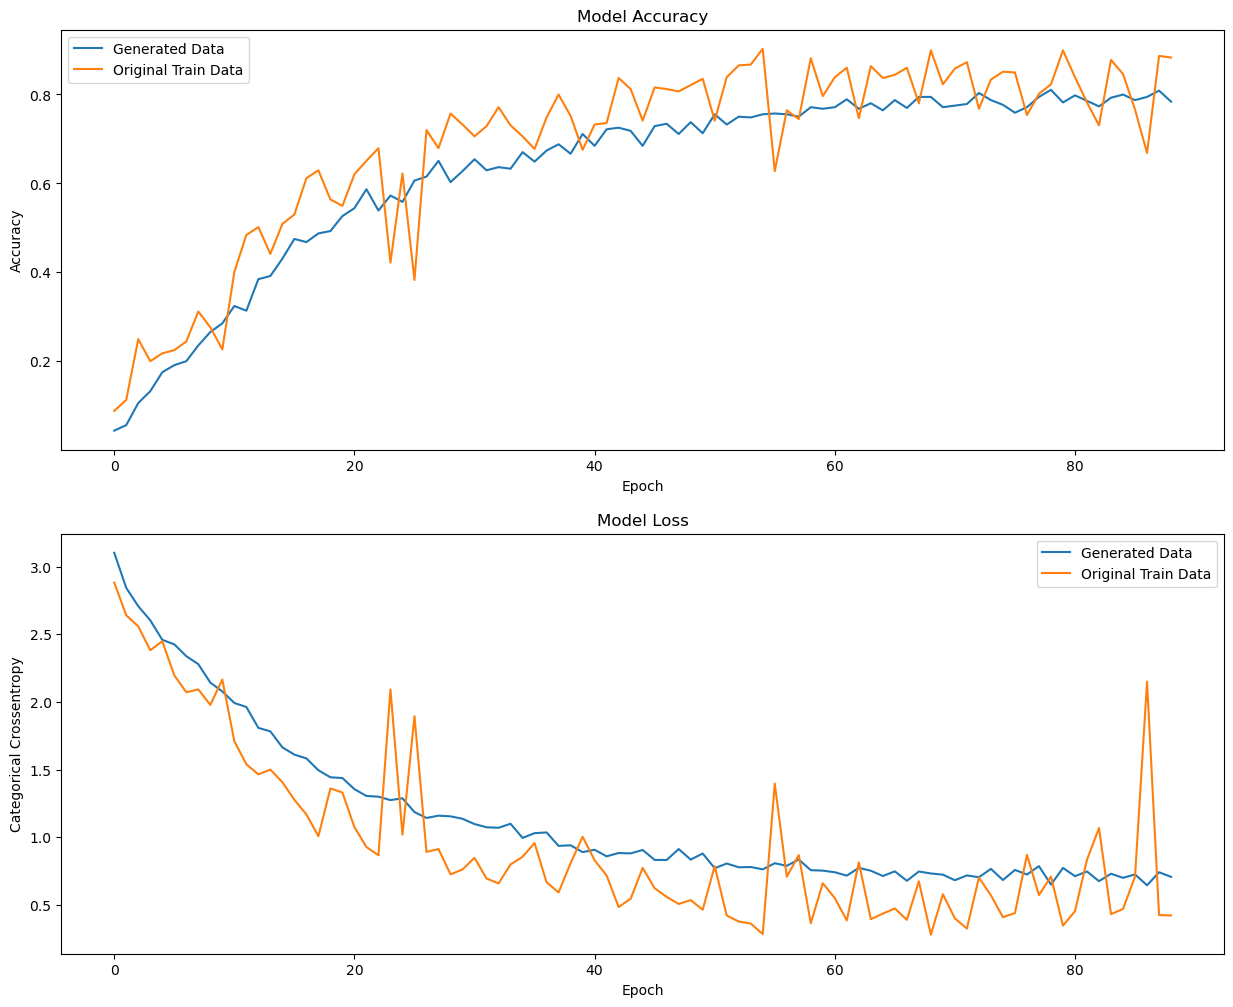 Model Accuracy
Generated Data
Original Train Data
Accuracy
0.8
0.6
0.4
0.2
0 20 40 60 80
Epoch
Model Loss
Generated Data
Original Train Data
Categorical Crossentropy
3.0
2.5
2.0
1.5
1.0
0.5
0 20 40 60 80
Epoch